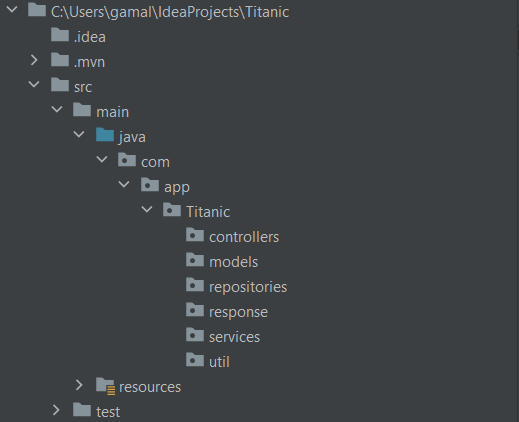 C:\Users\gamal\IdeaProjects\Titanic
.idea
.mvn
src
main
java
com
app
Titanic
controllers
models
repositories
response
services
util
resources
test